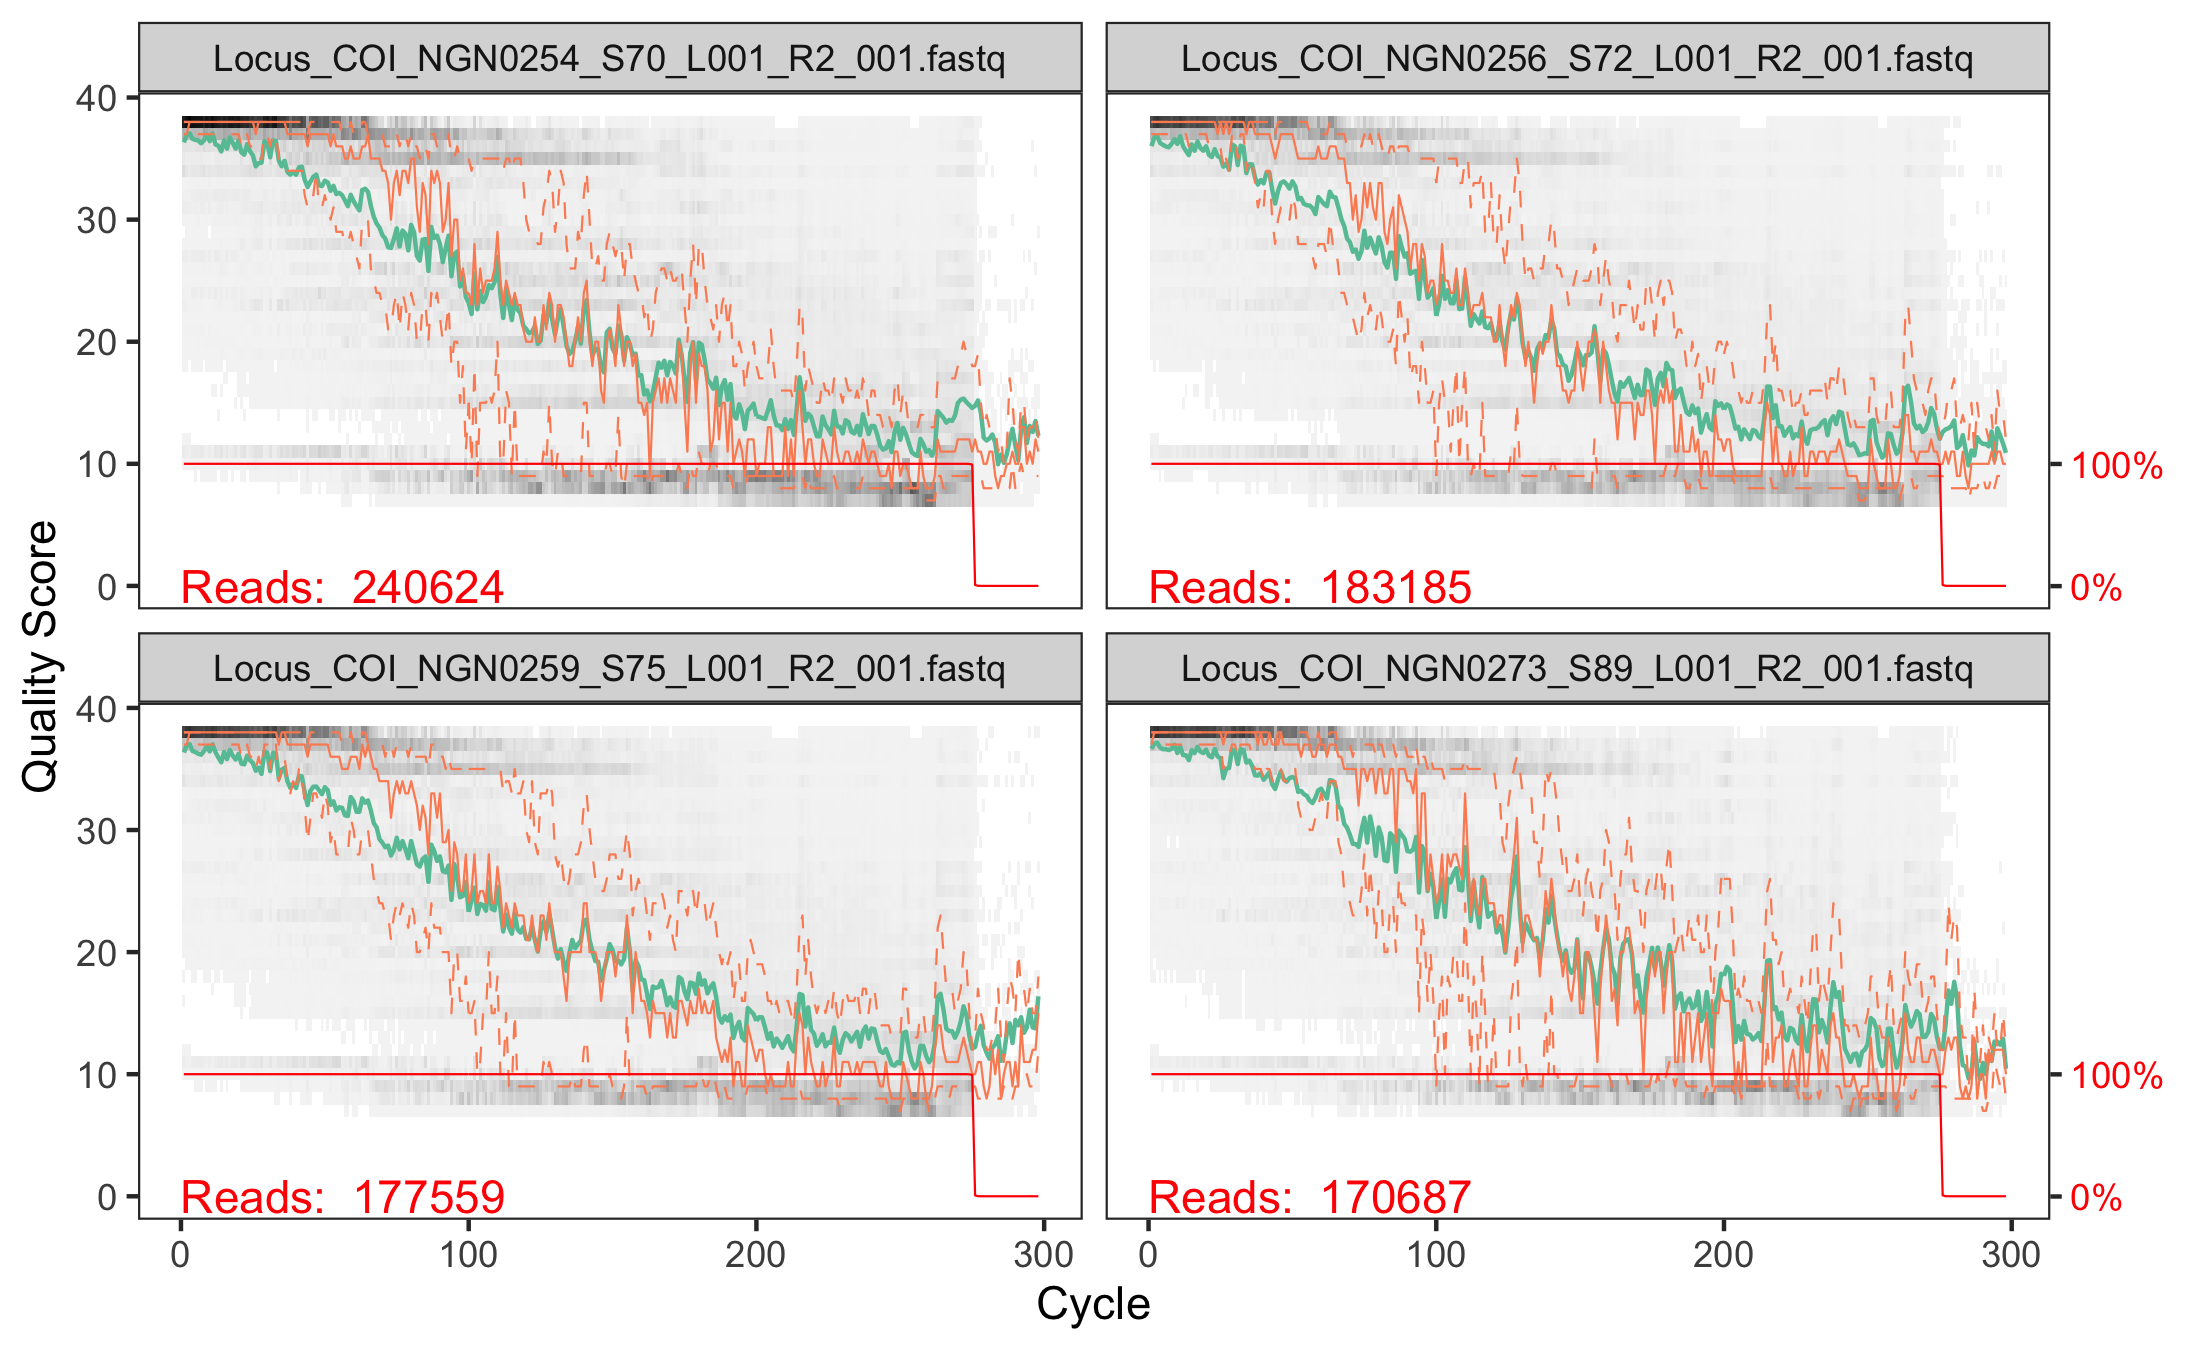 Locus_COI_NGN0254_S70_L001_R2_001.fastq
Locus_COI_NGN0256_S72_L001_R2_001.fastq
40
30
20
10
0
Reads: 240624
Reads: 183185
100%
0%
Quality Score
Locus_COI_NGN0259_S75_L001_R2_001.fastq
Locus_COI_NGN0273_S89_L001_R2_001.fastq
40
30
20
10
0
Reads: 177559
Reads: 170687
100%
0%
0 100 200 300
0 100 200 300
Cycle